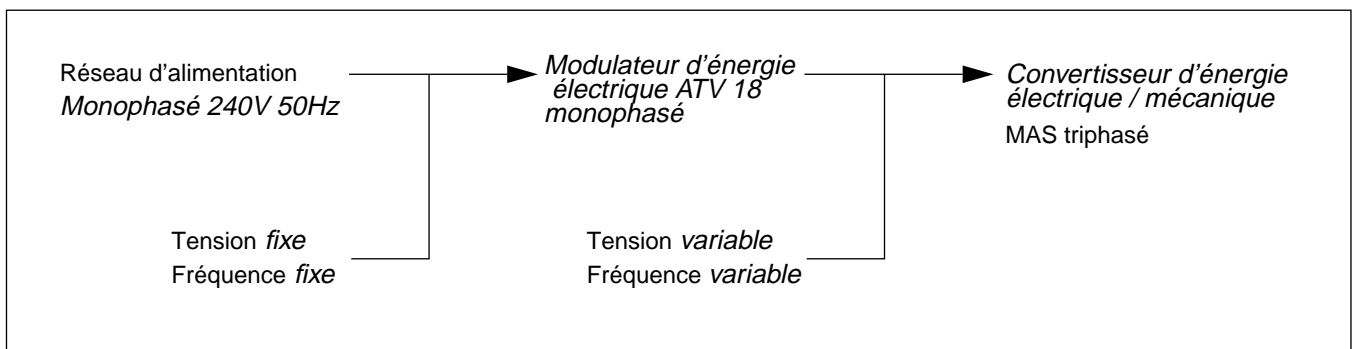 Réseau d'alimentation
Monophasé 240V 50Hz
Modulateur d'énergie
électrique ATV 18
monophasé
Convertisseur d'énergie
électrique / mécanique
MAS triphasé
Tension fixe
Fréquence fixe
Tension variable
Fréquence variable